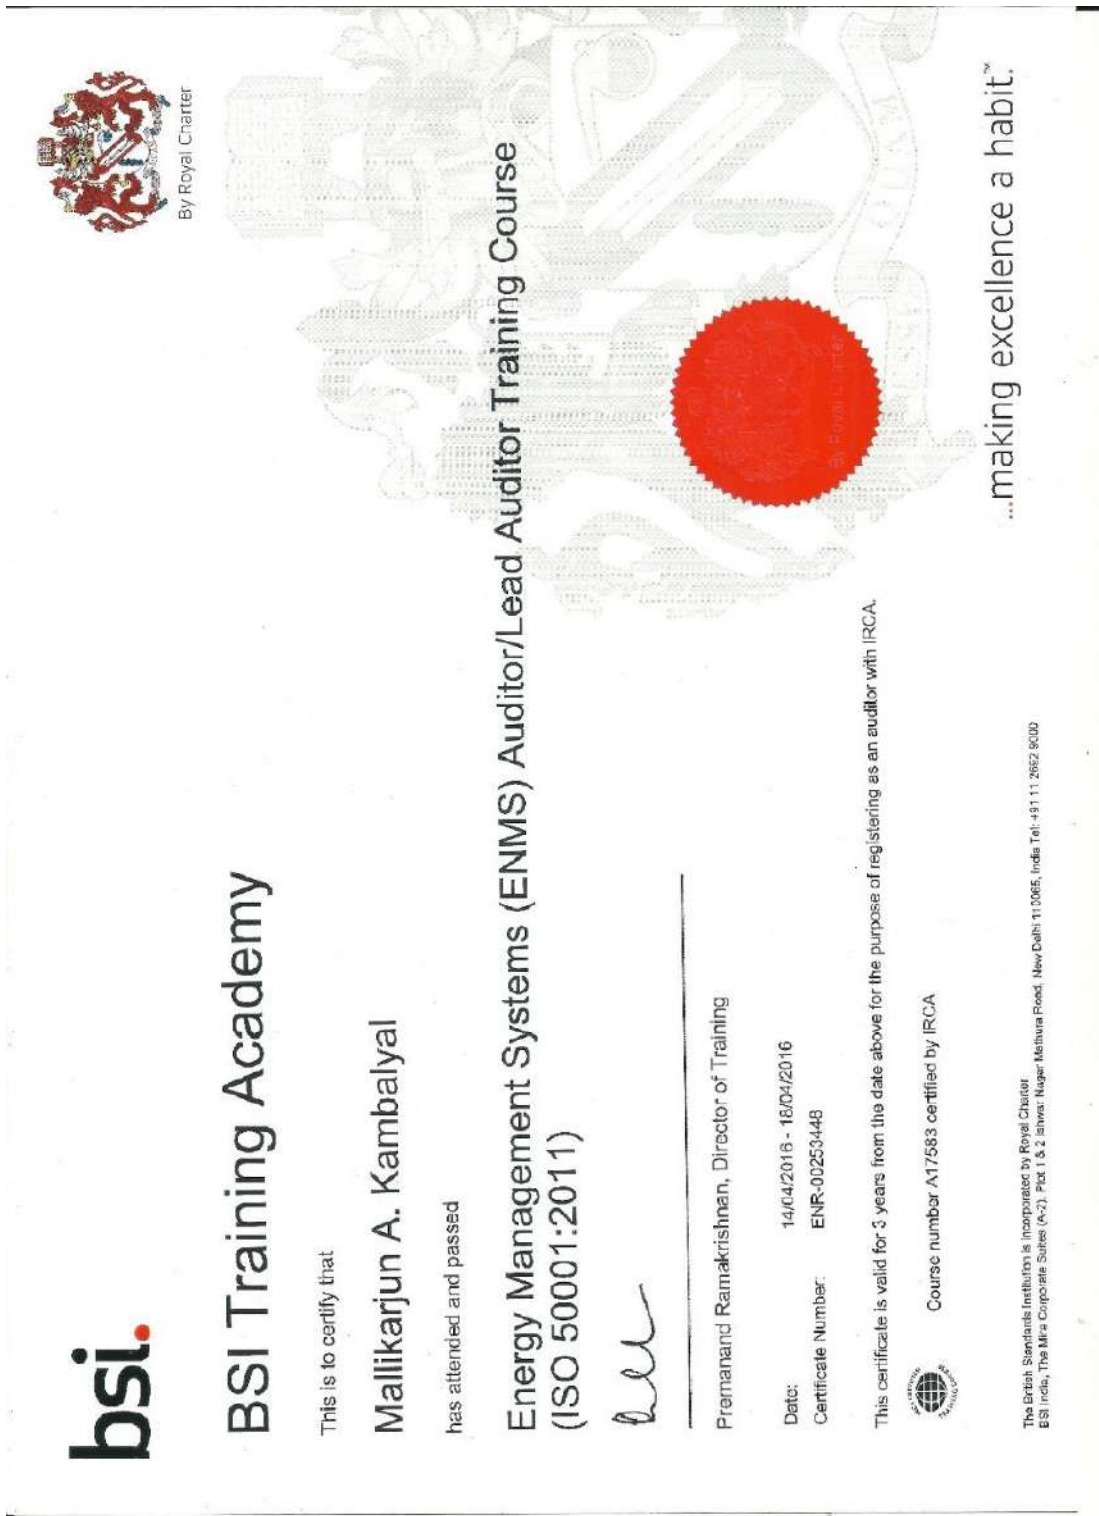 bsi.
By Royal Charter
BSI Training Academy
This is to certify that
Mallikarjun A. Kambalyal
has attended and passed
Energy Management Systems (ENMS) Auditor/Lead Auditor Training Course
(ISO 50001:2011)
Premanand Ramakrishnan, Director of Training
Date: 14/04/2016 - 18/04/2016
Certificate Number: ENR-00253448
This certificate is valid for 3 years from the date above for the purpose of registering as an auditor with IRCA.
Course number A17583 certified by IRCA
By Royal Charter
...making excellence a habit.™
The British Standards Institution is incorporated by Royal Charter
BSI India, The Mira Corporate Suites (A-2), Plot 1 & 2 Ishwar Nagar Mathura Road, New Delhi 110065, India Tel: +91 11 2692 9000